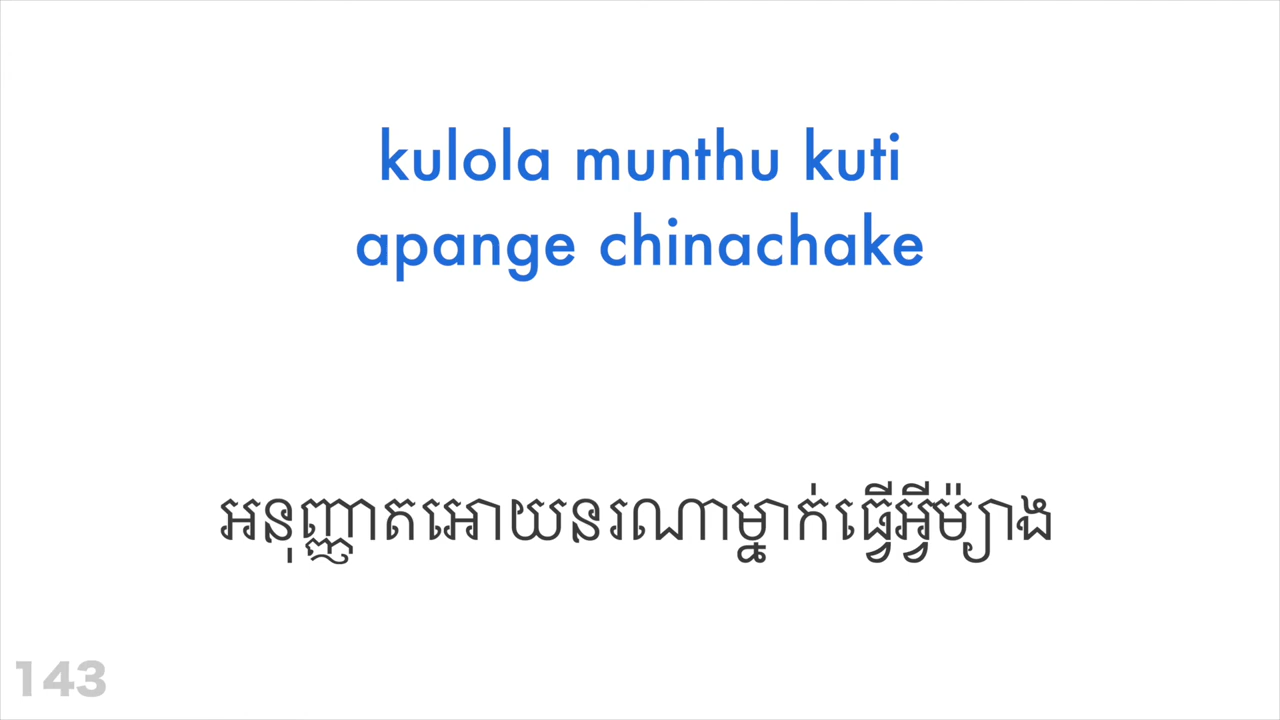 kulola munthu kuti
apange chinachake
អនុញ្ញាតអោយនរណាម្នាក់ធ្វើអ្វីម៉្យាង
143